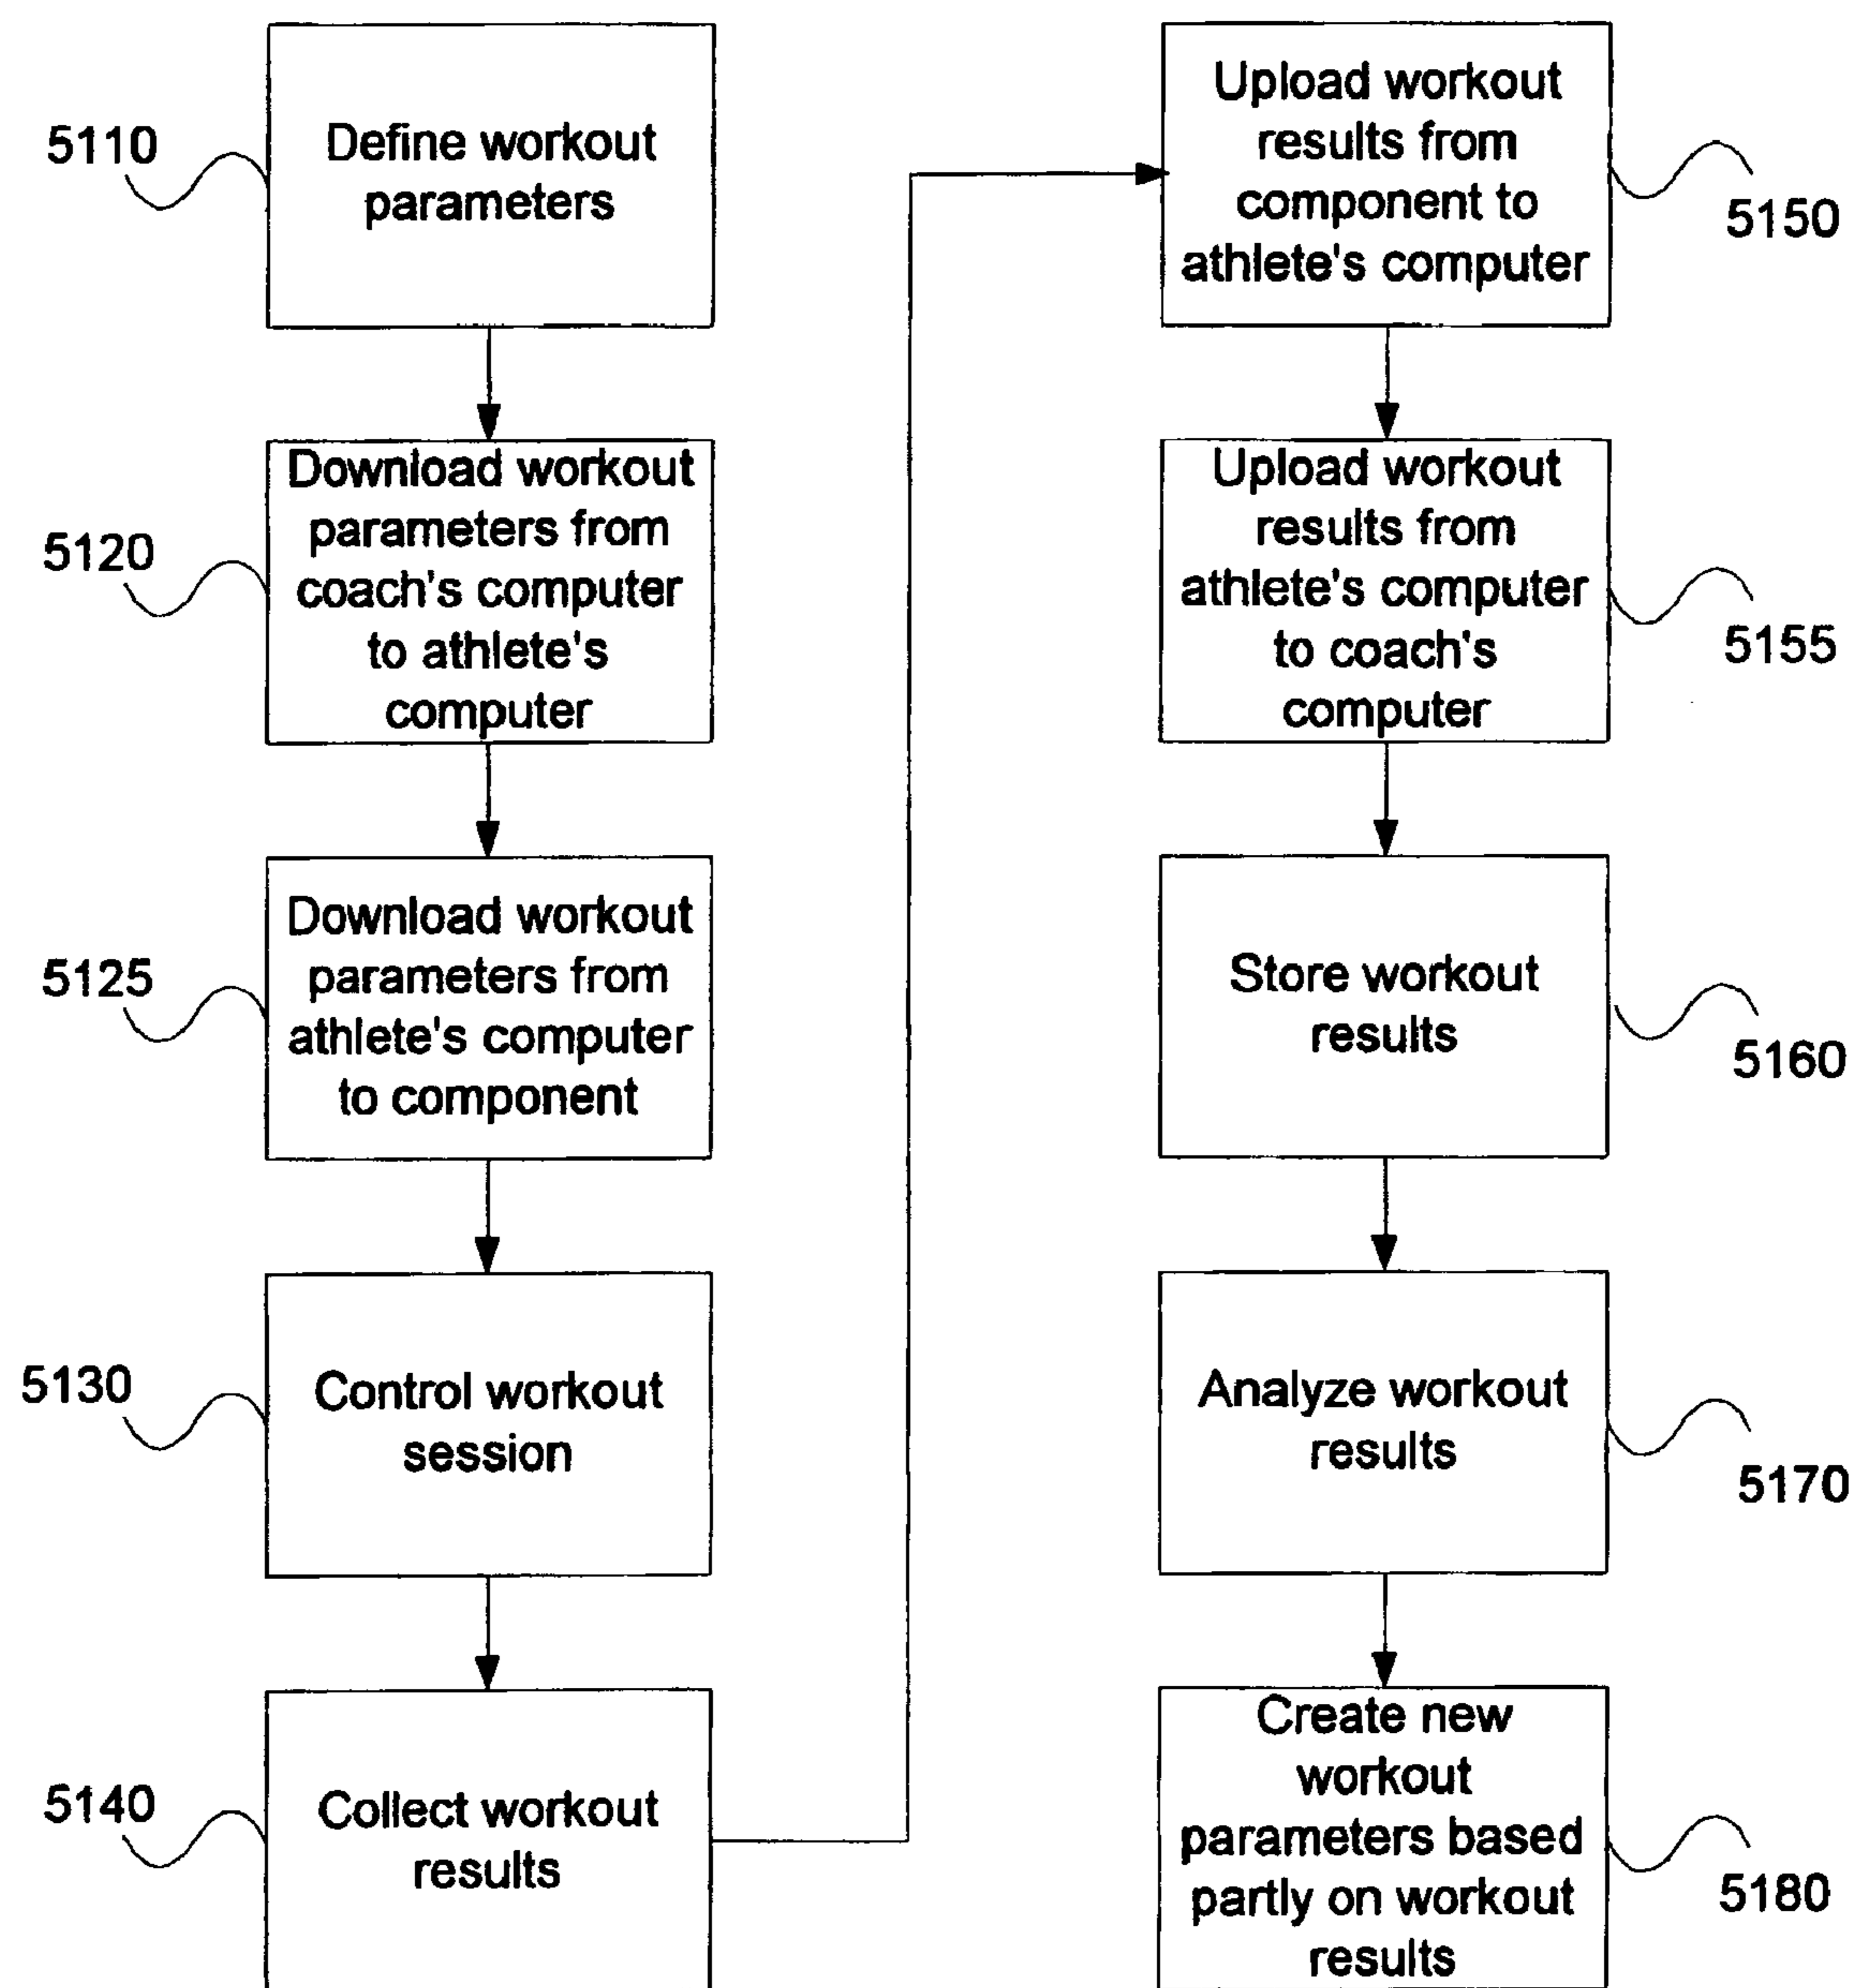 5110
Define workout
parameters
5120
Download workout
parameters from
coach's computer
to athlete's
computer
5125
Download workout
parameters from
athlete's computer
to component
5130
Control workout
session
5140
Collect workout
results
Upload workout
results from
component to
athlete's computer
5150
Upload workout
results from
athlete's computer
to coach's
computer
5155
Store workout
results
5160
Analyze workout
results
5170
Create new
workout
parameters based
partly on workout
results
5180